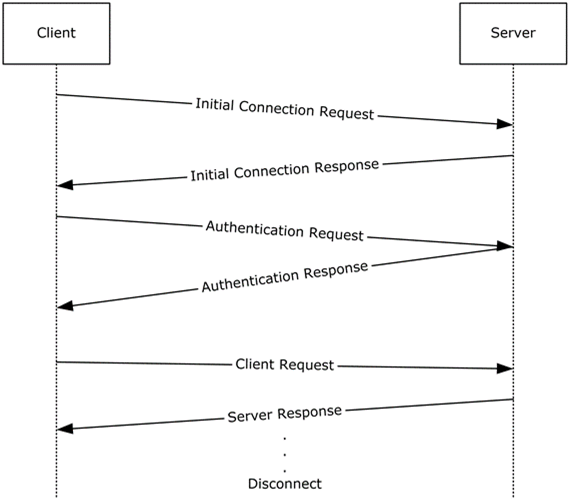 Client
Server
Initial Connection Request
Initial Connection Response
Authentication Request
Authentication Response
Client Request
Server Response
.
.
.
Disconnect